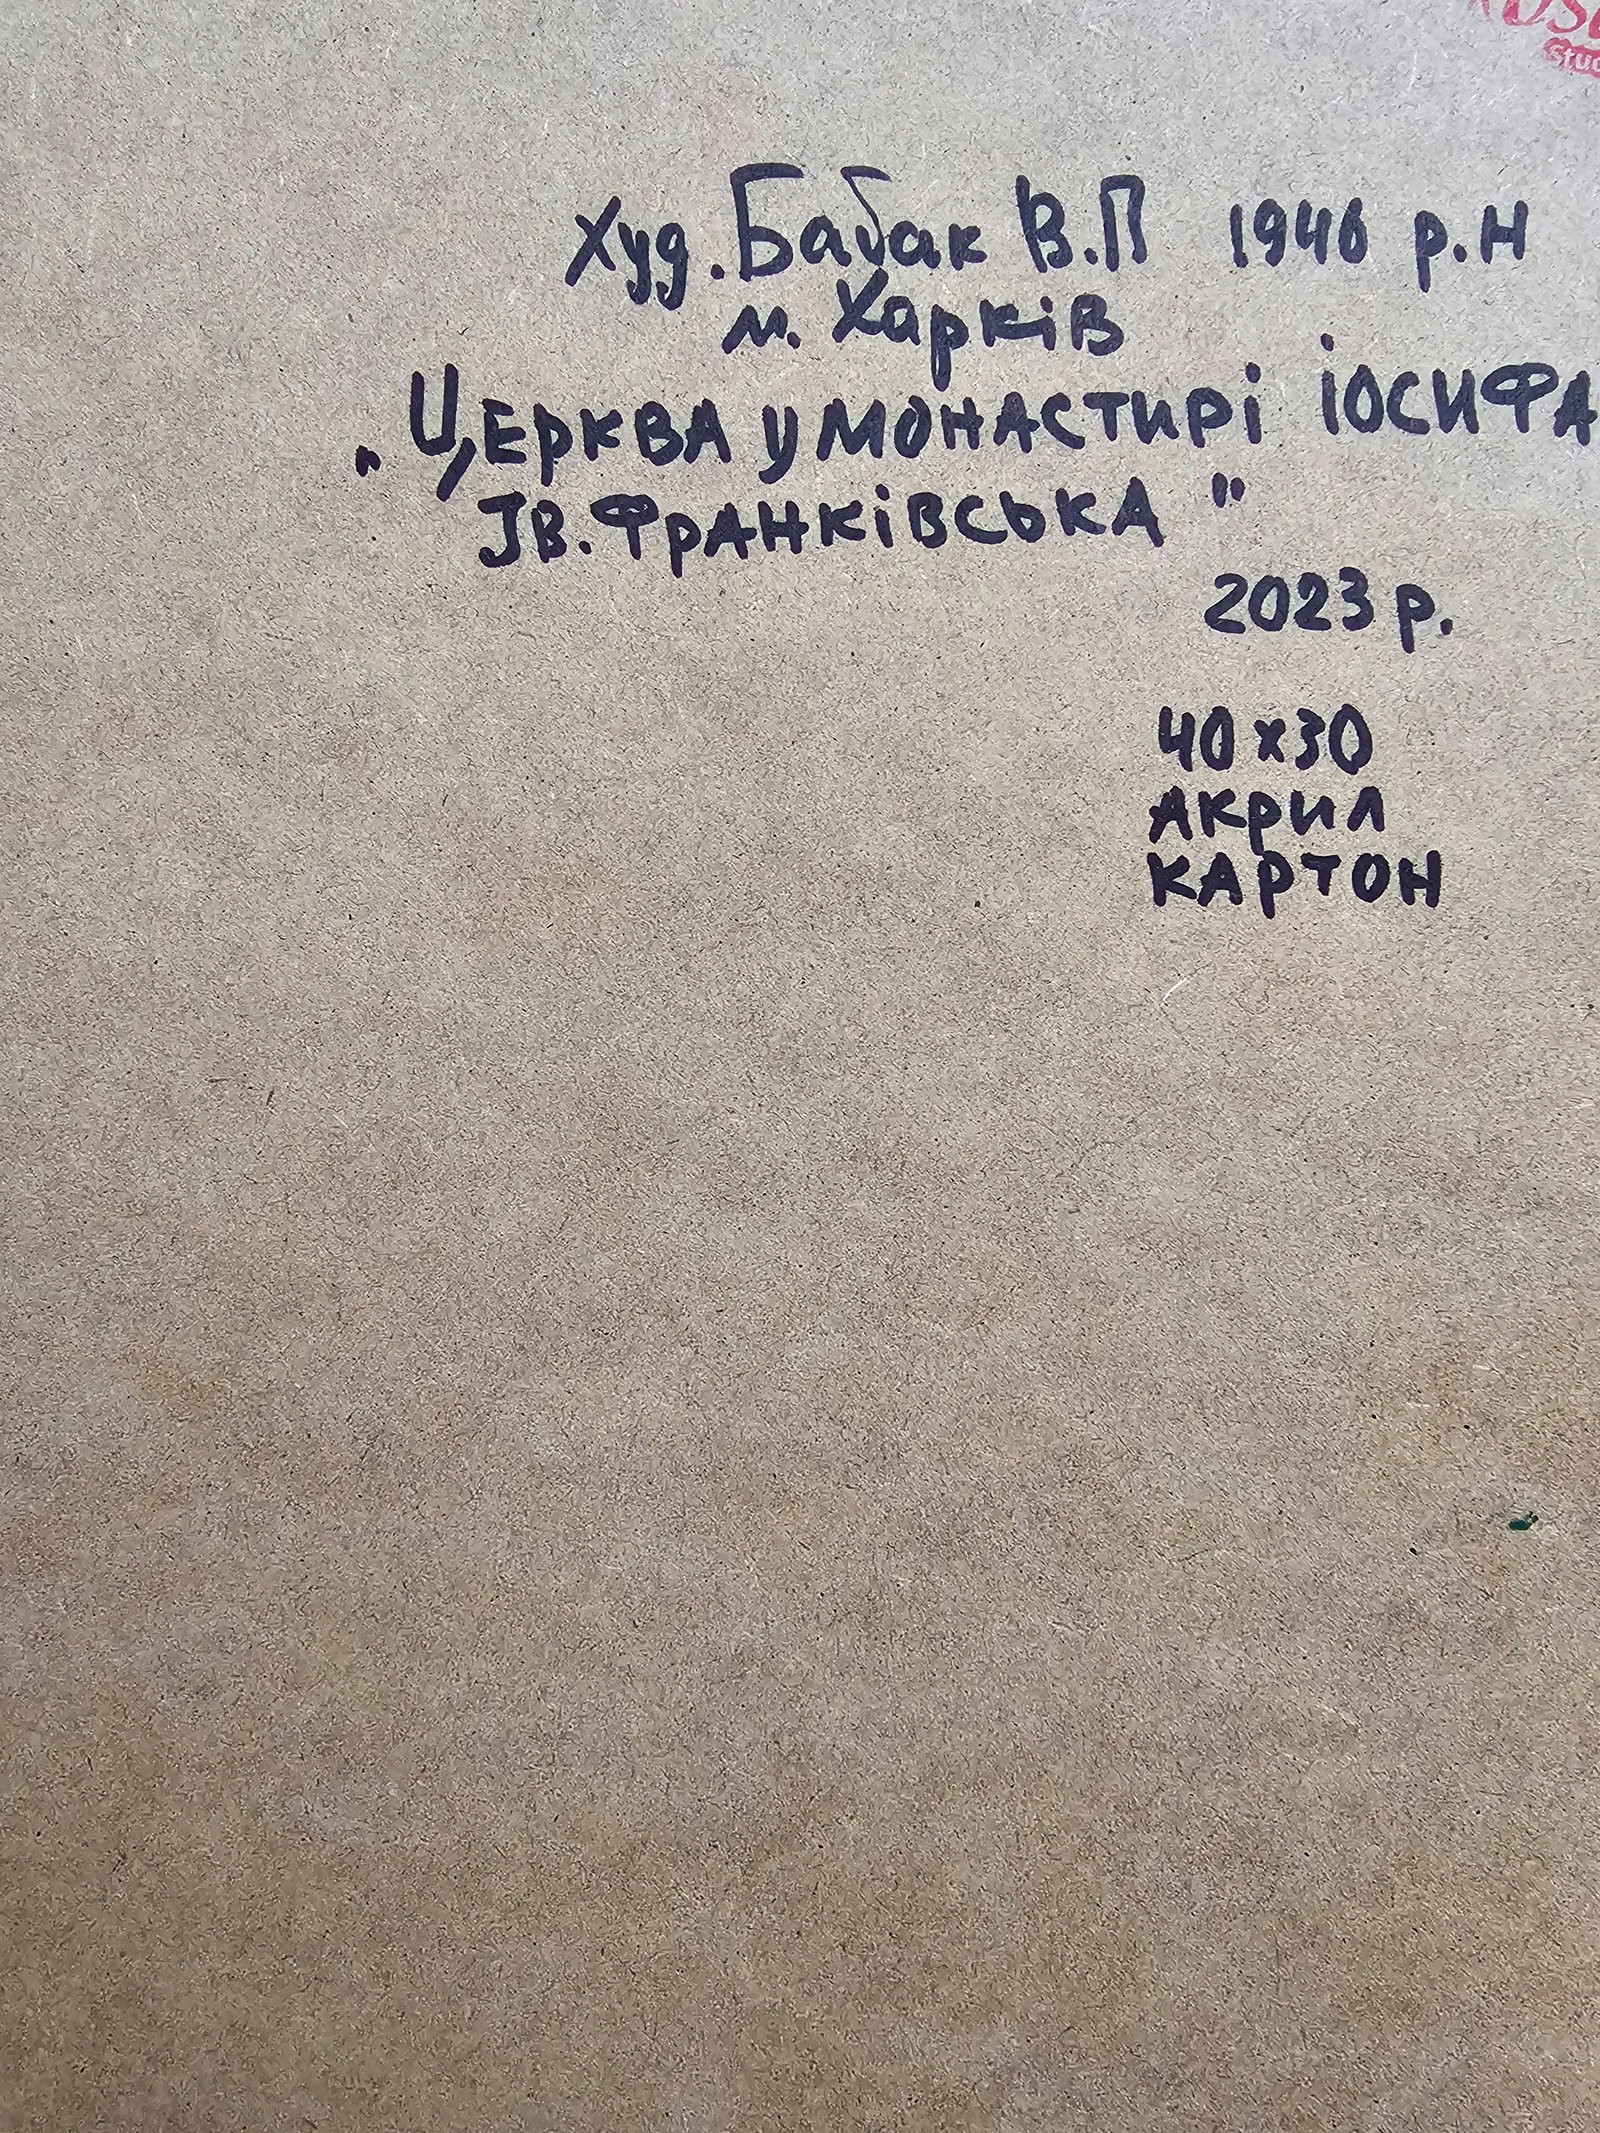 Худ. Бабак В.П 1946 р.н
м. Харків
„Церква у монастирі Іосифа
Ів. Франківська"
2023 р.
40х30
Акрил
картон